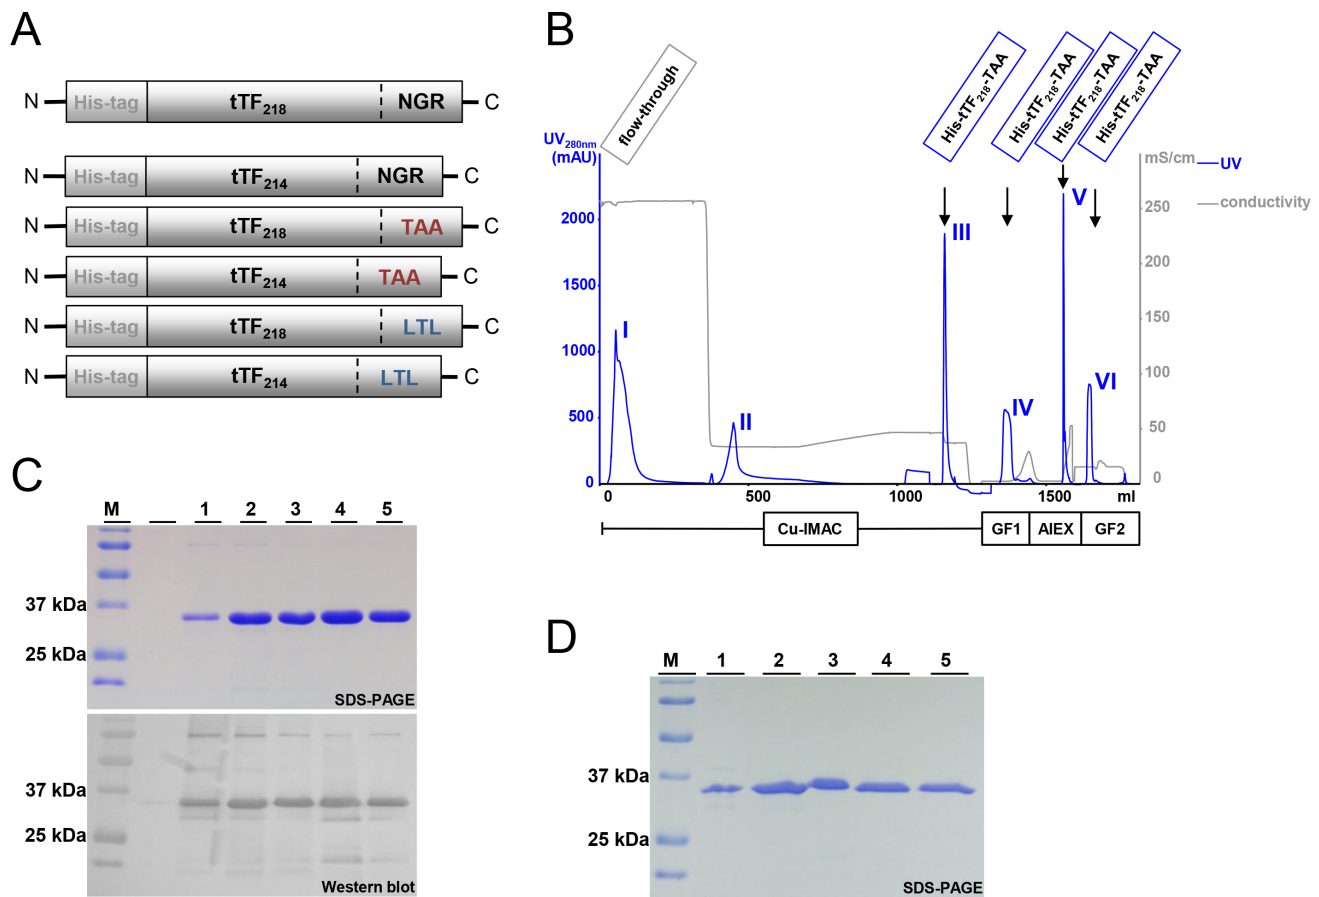 A
N His-tag tTF218 NGR C
N His-tag tTF214 NGR C
N His-tag tTF218 TAA C
N His-tag tTF214 TAA C
N His-tag tTF218 LTL C
N His-tag tTF214 LTL C
B
flow-through
His-tTF218-TAA
His-tTF218-TAA
His-tTF218-TAA
His-tTF218-TAA
UV280nm
(mAU)
2000
1500
1000
500
0
I
II
III
IV
V
VI
mS/cm
250
200
150
100
50
0
UV
conductivity
0 500 1000 1500 ml
Cu-IMAC GF1 AIEX GF2
C
M 1 2 3 4 5
37 kDa
25 kDa
SDS-PAGE
37 kDa
25 kDa
Western blot
D
M 1 2 3 4 5
37 kDa
25 kDa
SDS-PAGE